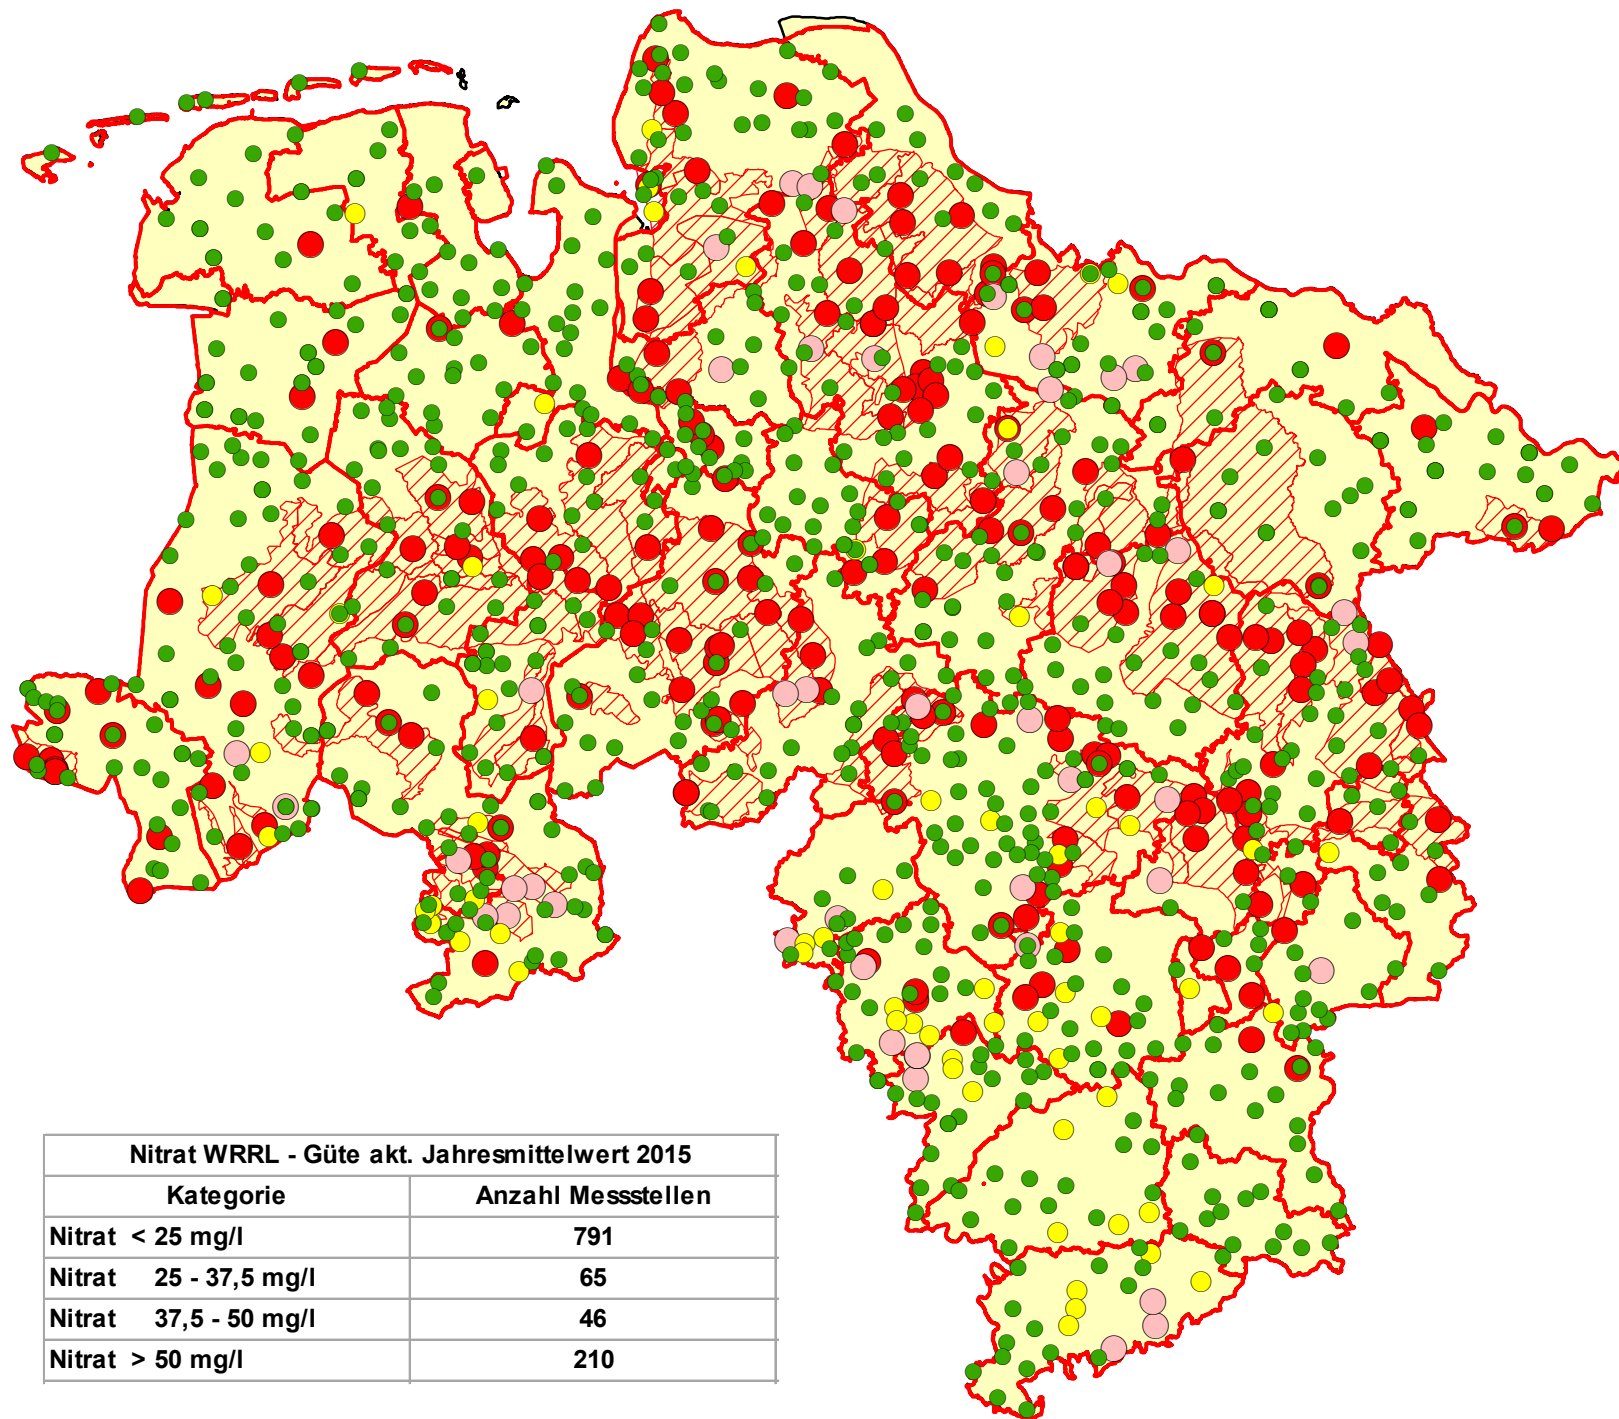 Nitrat WRRL - Güte akt. Jahresmittelwert 2015
Kategorie Anzahl Messstellen
Nitrat < 25 mg/l 791
Nitrat 25 - 37,5 mg/l 65
Nitrat 37,5 - 50 mg/l 46
Nitrat > 50 mg/l 210